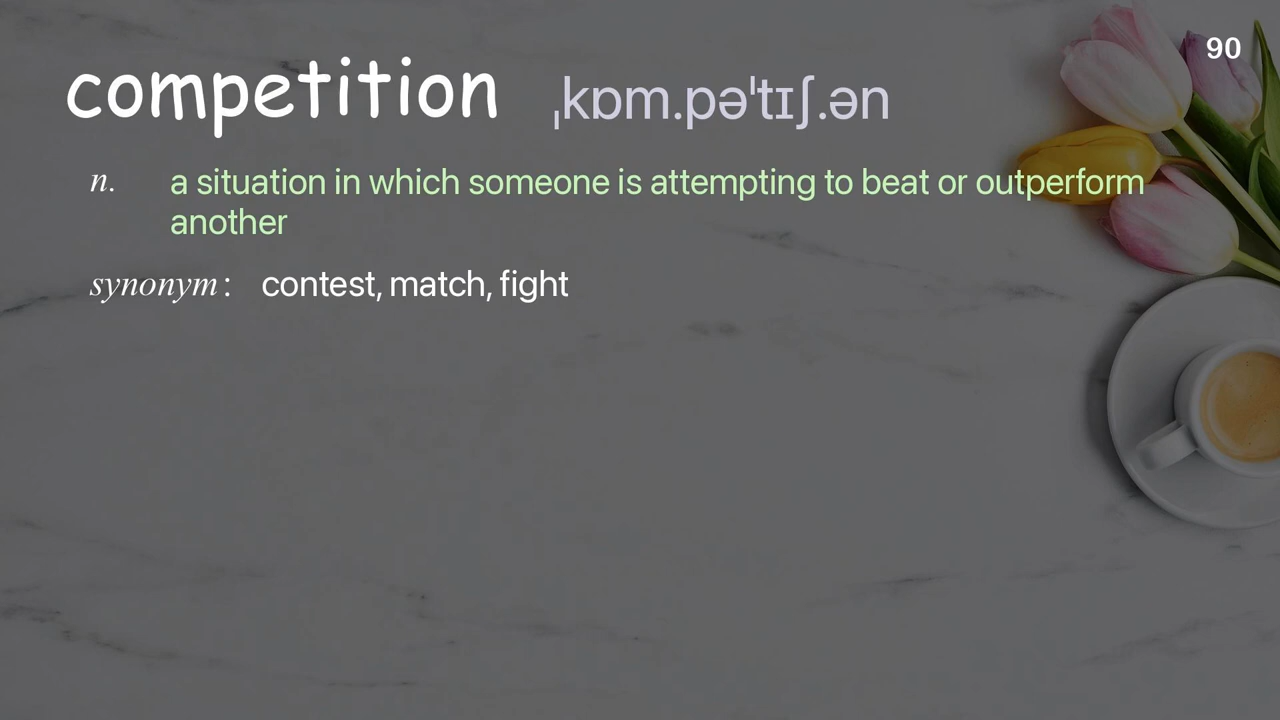 90
competition ˌkɒm.pəˈtɪʃ.ən
n. a situation in which someone is attempting to beat or outperform
another
synonym: contest, match, fight